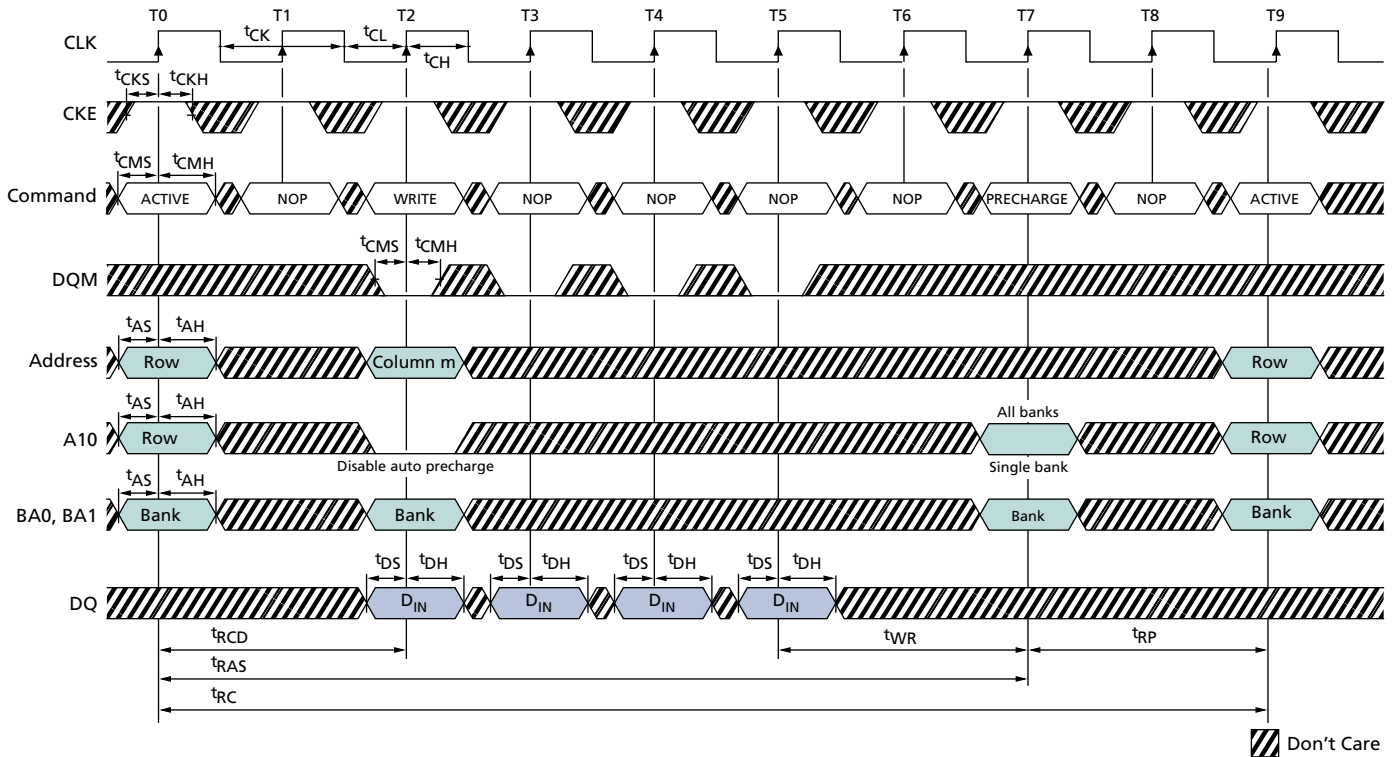 T0 T1 T2 T3 T4 T5 T6 T7 T8 T9
CLK tCK tCL tCH
tCKS tCKH
CKE
tCMS tCMH
Command ACTIVE NOP WRITE NOP NOP NOP NOP PRECHARGE NOP ACTIVE
tCMS tCMH
DQM
tAS tAH
Address Row Column m Row
tAS tAH All banks
A10 Row Row
Disable auto precharge Single bank
tAS tAH
BA0, BA1 Bank Bank Bank Bank
tDS tDH tDS tDH tDS tDH tDS tDH
DQ DIN DIN DIN DIN
tRCD tWR tRP
tRAS
tRC
Don't Care